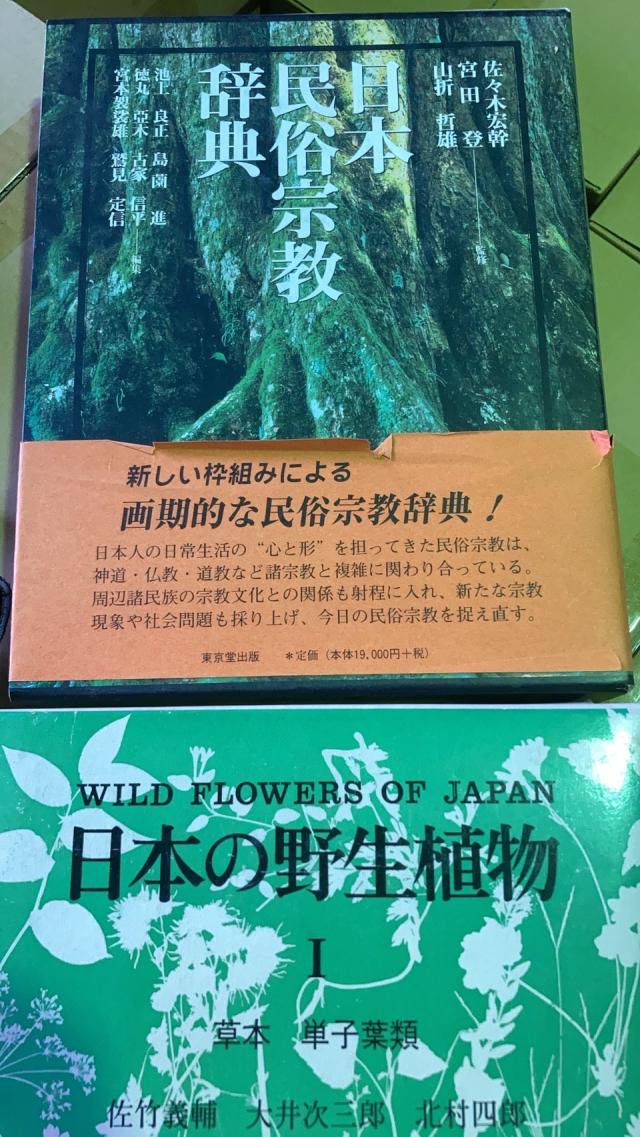 佐々木宏幹
宮田 登――監修
山折 哲雄
日本
民俗宗教
辞典
池上 良正 島薗 進
徳丸 亞木 古家 信平――編集
宮本袈裟雄 鷲見 定信
新しい枠組みによる
画期的な民俗宗教辞典！
日本人の日常生活の“心と形”を担ってきた民俗宗教は、
神道・仏教・道教など諸宗教と複雑に関わり合っている。
周辺諸民族の宗教文化との関係も射程に入れ、新たな宗教
現象や社会問題も採り上げ、今日の民俗宗教を捉え直す。
東京堂出版 ＊定価（本体19,000円＋税）
WILD FLOWERS OF JAPAN
日本の野生植物
I
草本 単子葉類
佐竹義輔 大井次三郎 北村四郎